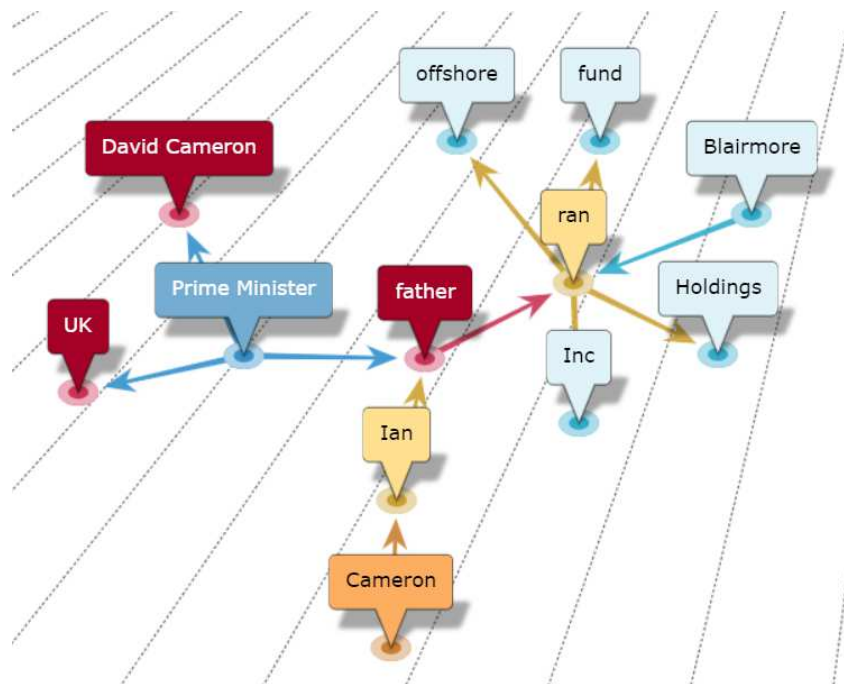 offshore
fund
David Cameron
Blairmore
ran
Prime Minister
father
Holdings
UK
Inc
Ian
Cameron